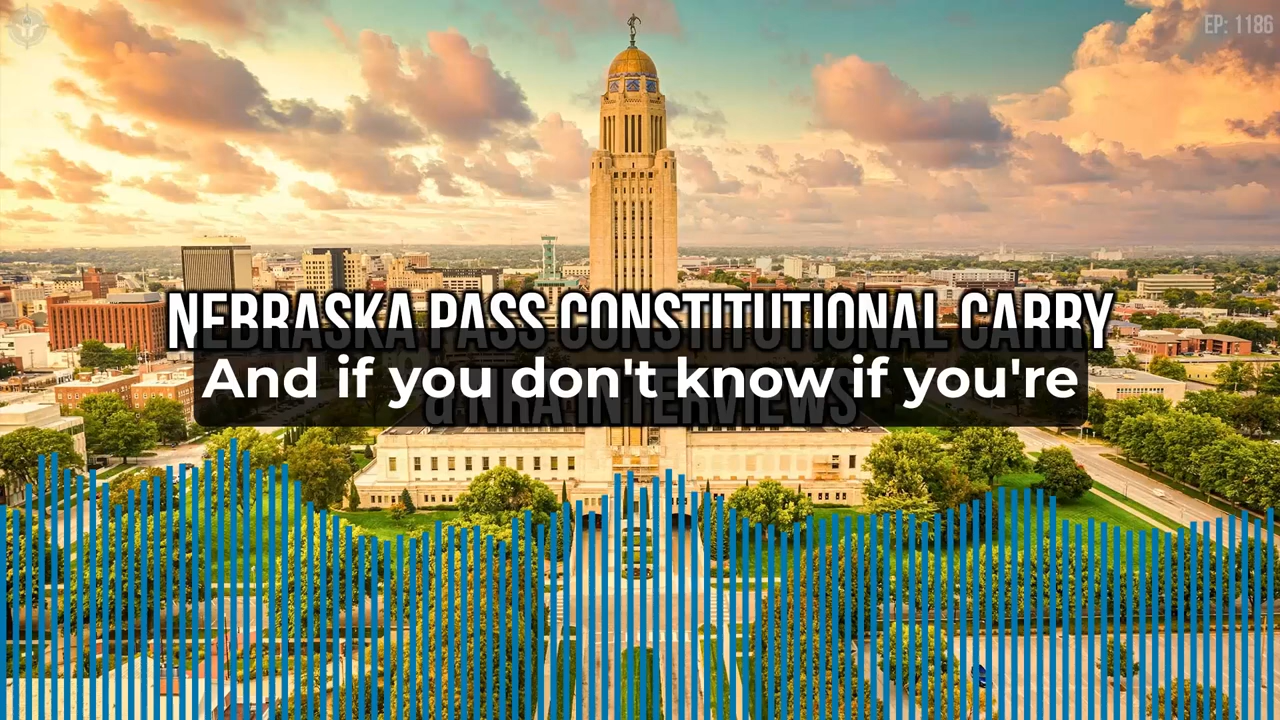 EP: 1186
NEBRASKA PASS CONSTITUTIONAL CARRY
And if you don't know if you're
& NRA INTERVIEWS